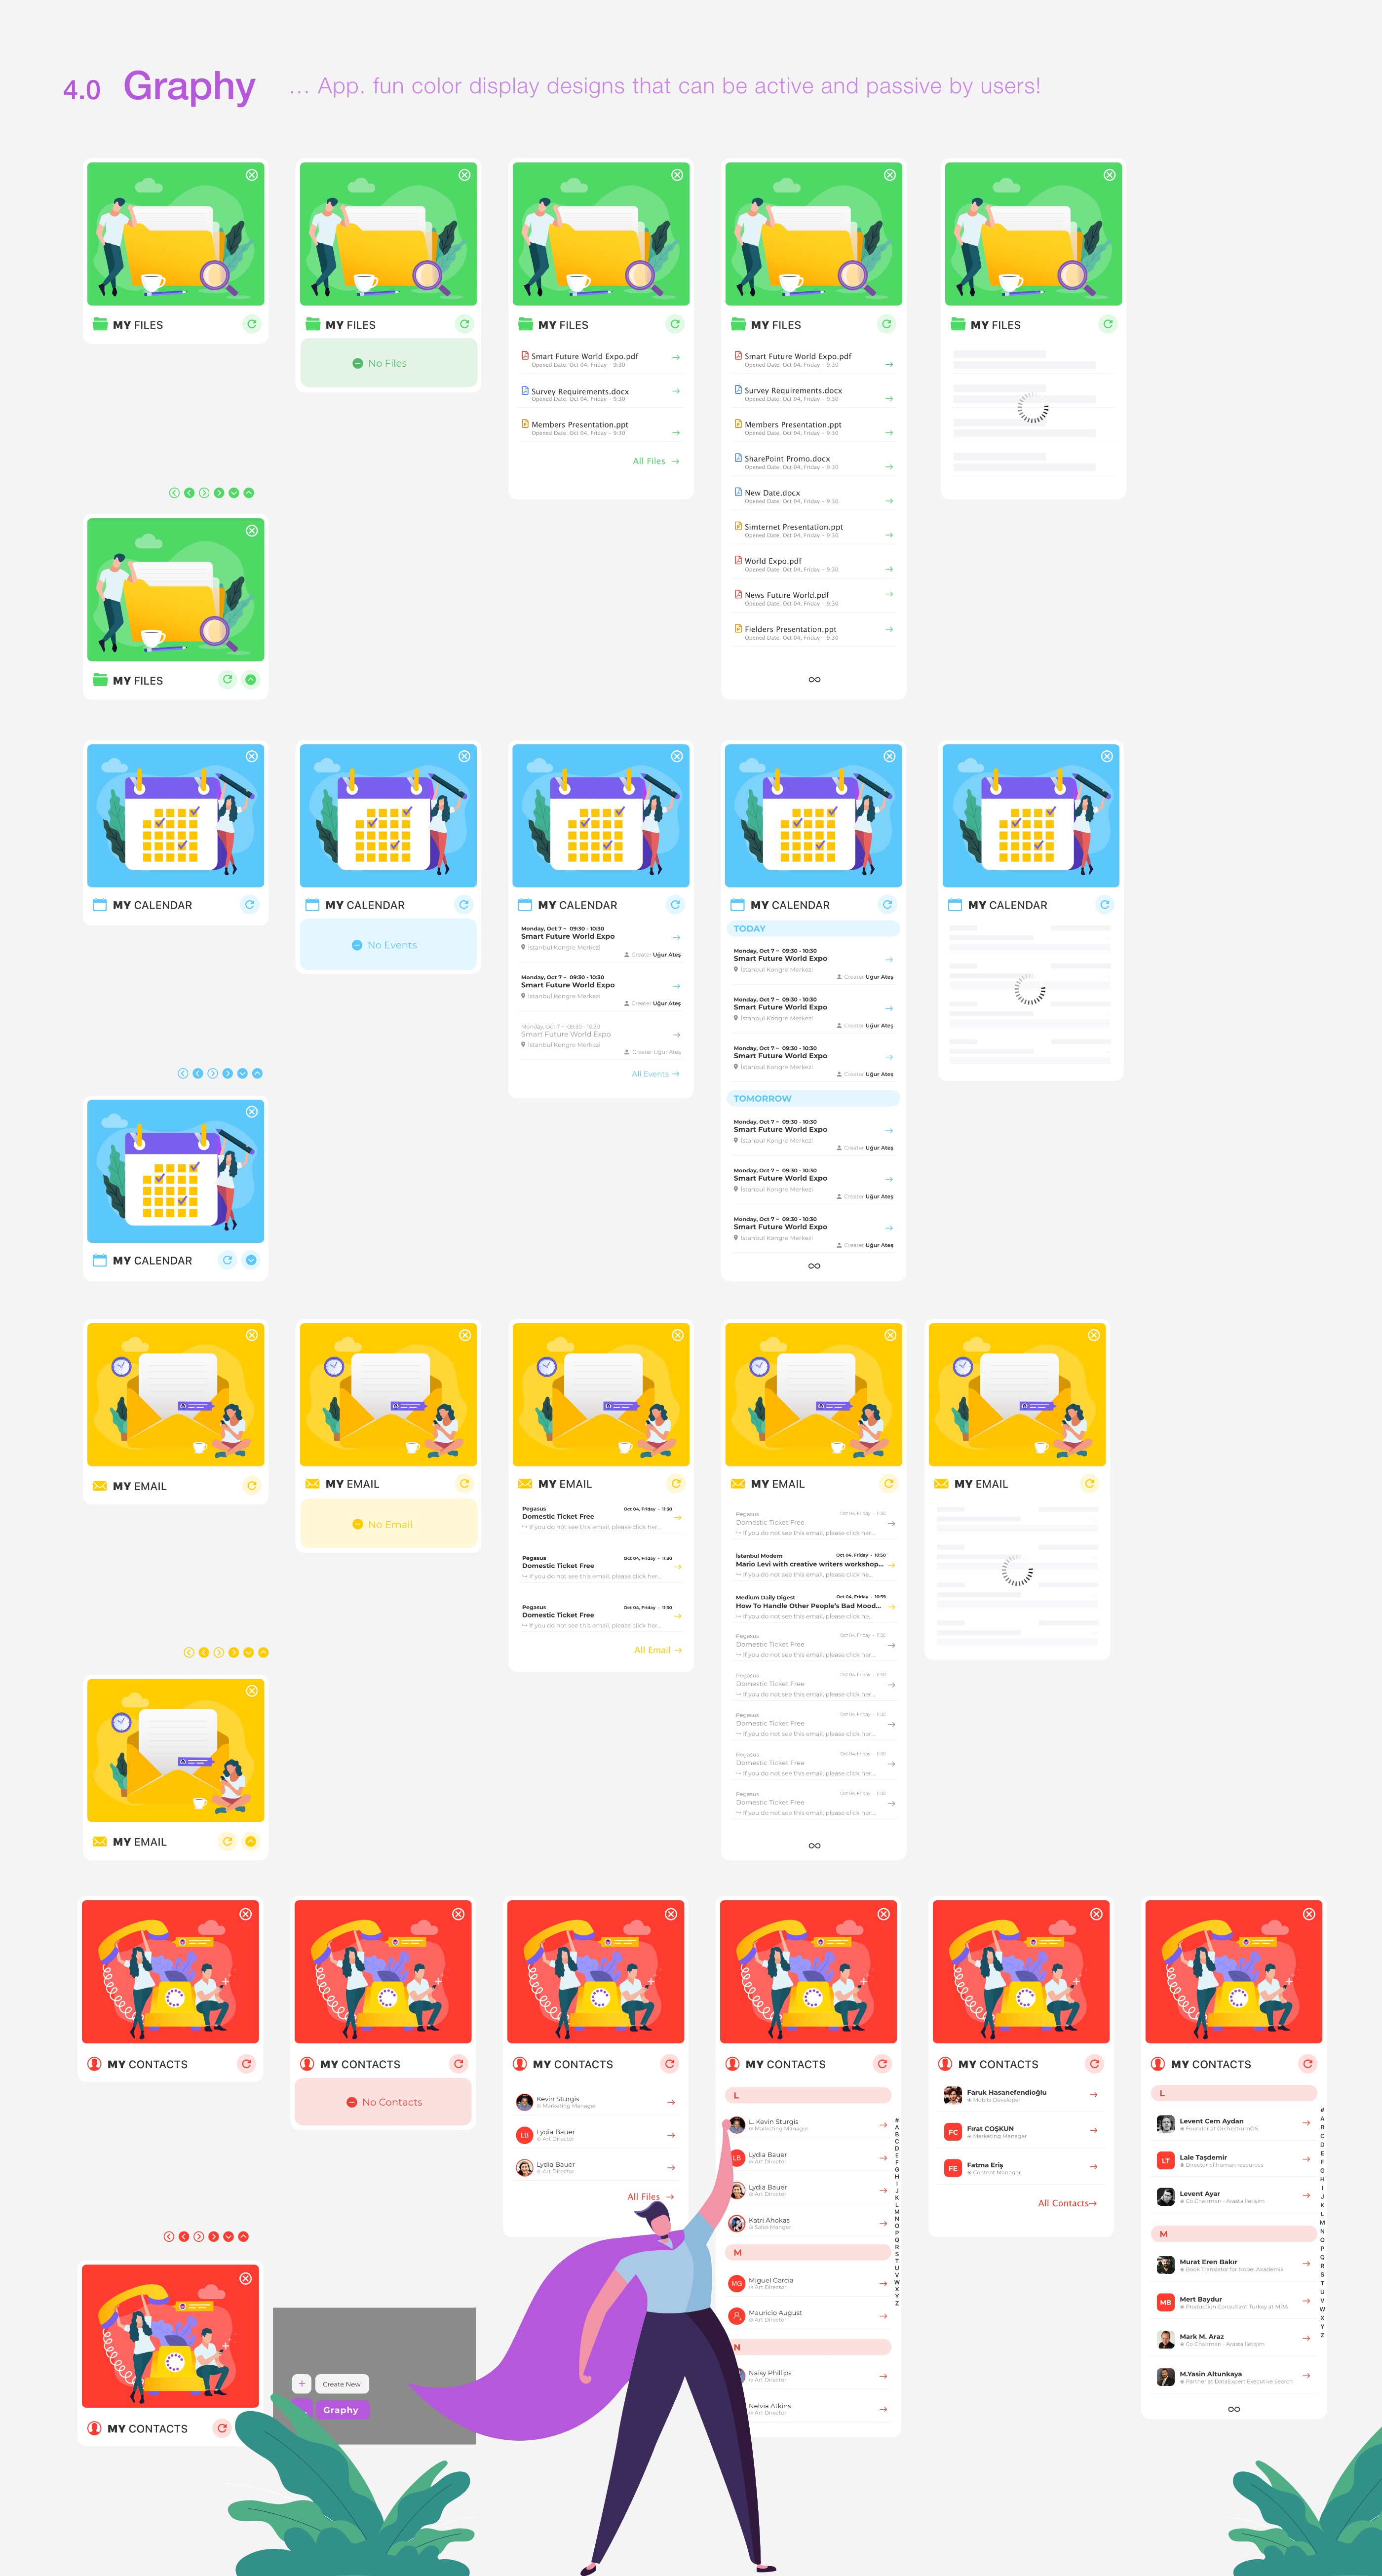 4.0 Graphy ... App. fun color display designs that can be active and passive by users!
MY FILES
MY FILES
No Files
MY FILES
Smart Future World Expo.pdf
Opened Date: Oct 04, Friday - 9:30
Survey Requirements.docx
Opened Date: Oct 04, Friday - 9:30
Members Presentation.ppt
Opened Date: Oct 04, Friday - 9:30
All Files
MY FILES
Smart Future World Expo.pdf
Opened Date: Oct 04, Friday - 9:30
Survey Requirements.docx
Opened Date: Oct 04, Friday - 9:30
Members Presentation.ppt
Opened Date: Oct 04, Friday - 9:30
SharePoint Promo.docx
Opened Date: Oct 04, Friday - 9:30
New Date.docx
Opened Date: Oct 04, Friday - 9:30
Simternet Presentation.ppt
Opened Date: Oct 04, Friday - 9:30
World Expo.pdf
Opened Date: Oct 04, Friday - 9:30
News Future World.pdf
Opened Date: Oct 04, Friday - 9:30
Fielders Presentation.ppt
Opened Date: Oct 04, Friday - 9:30
MY FILES
MY FILES
MY CALENDAR
MY CALENDAR
No Events
MY CALENDAR
Monday, Oct 7 - 09:30 - 10:30
Smart Future World Expo
İstanbul Kongre Merkezi
Creater Uğur Ateş
Monday, Oct 7 - 09:30 - 10:30
Smart Future World Expo
İstanbul Kongre Merkezi
Creater Uğur Ateş
Monday, Oct 7 - 09:30 - 10:30
Smart Future World Expo
İstanbul Kongre Merkezi
Creater Uğur Ateş
All Events
MY CALENDAR
TODAY
Monday, Oct 7 - 09:30 - 10:30
Smart Future World Expo
İstanbul Kongre Merkezi
Creater Uğur Ateş
Monday, Oct 7 - 09:30 - 10:30
Smart Future World Expo
İstanbul Kongre Merkezi
Creater Uğur Ateş
Monday, Oct 7 - 09:30 - 10:30
Smart Future World Expo
İstanbul Kongre Merkezi
Creater Uğur Ateş
TOMORROW
Monday, Oct 7 - 09:30 - 10:30
Smart Future World Expo
İstanbul Kongre Merkezi
Creater Uğur Ateş
Monday, Oct 7 - 09:30 - 10:30
Smart Future World Expo
İstanbul Kongre Merkezi
Creater Uğur Ateş
Monday, Oct 7 - 09:30 - 10:30
Smart Future World Expo
İstanbul Kongre Merkezi
Creater Uğur Ateş
MY CALENDAR
MY CALENDAR
MY EMAIL
MY EMAIL
No Email
MY EMAIL
Pegasus Oct 04, Friday - 11:30
Domestic Ticket Free
If you do not see this email, please click her...
Pegasus Oct 04, Friday - 11:30
Domestic Ticket Free
If you do not see this email, please click her...
Pegasus Oct 04, Friday - 11:30
Domestic Ticket Free
If you do not see this email, please click her...
All Email
MY EMAIL
Pegasus Oct 04, Friday - 11:30
Domestic Ticket Free
If you do not see this email, please click her...
İstanbul Modern Oct 04, Friday - 10:50
Mario Levi with creative writers workshop...
If you do not see this email, please click he...
Medium Daily Digest Oct 04, Friday - 10:39
How To Handle Other People's Bad Mood...
If you do not see this email, please click he...
Pegasus Oct 04, Friday - 11:30
Domestic Ticket Free
If you do not see this email, please click her...
Pegasus Oct 04, Friday - 11:30
Domestic Ticket Free
If you do not see this email, please click her...
Pegasus Oct 04, Friday - 11:30
Domestic Ticket Free
If you do not see this email, please click her...
Pegasus Oct 04, Friday - 11:30
Domestic Ticket Free
If you do not see this email, please click her...
Pegasus Oct 04, Friday - 11:30
Domestic Ticket Free
If you do not see this email, please click her...
MY EMAIL
MY EMAIL
MY CONTACTS
MY CONTACTS
No Contacts
MY CONTACTS
Kevin Sturgis
Marketing Manager
LB Lydia Bauer
Art Director
Lydia Bauer
Art Director
All Files
MY CONTACTS
L
L. Kevin Sturgis
Marketing Manager
LB Lydia Bauer
Art Director
Lydia Bauer
Art Director
Katri Ahokas
Sales Manger
M
MG Miguel García
Art Director
Mauricio August
Art Director
N
Naisy Phillips
Art Director
Nelvia Atkins
Art Director
#
A
B
C
D
E
F
G
H
I
J
K
L
M
N
O
P
Q
R
S
T
U
V
W
X
Y
Z
MY CONTACTS
Faruk Hasanefendioğlu
Mobile Developer
FC Fırat COŞKUN
Marketing Manager
FE Fatma Eriş
Content Manager
All Contacts
MY CONTACTS
L
Levent Cem Aydan
Founder at OrchestrumOS
LT Lale Taşdemir
Director of human resources
Levent Ayar
Co Chairman - Arasta İletişim
M
Murat Eren Bakır
Book Translator for Nobel Akademik
MB Mert Baydur
Production Consultant Turkey at MRA
Mark M. Araz
Co Chairman - Arasta İletişim
M.Yasin Altunkaya
Partner at DataExpert Executive Search
#
A
B
C
D
E
F
G
H
I
J
K
L
M
N
O
P
Q
R
S
T
U
V
W
X
Y
Z
MY CONTACTS
Create New
Graphy